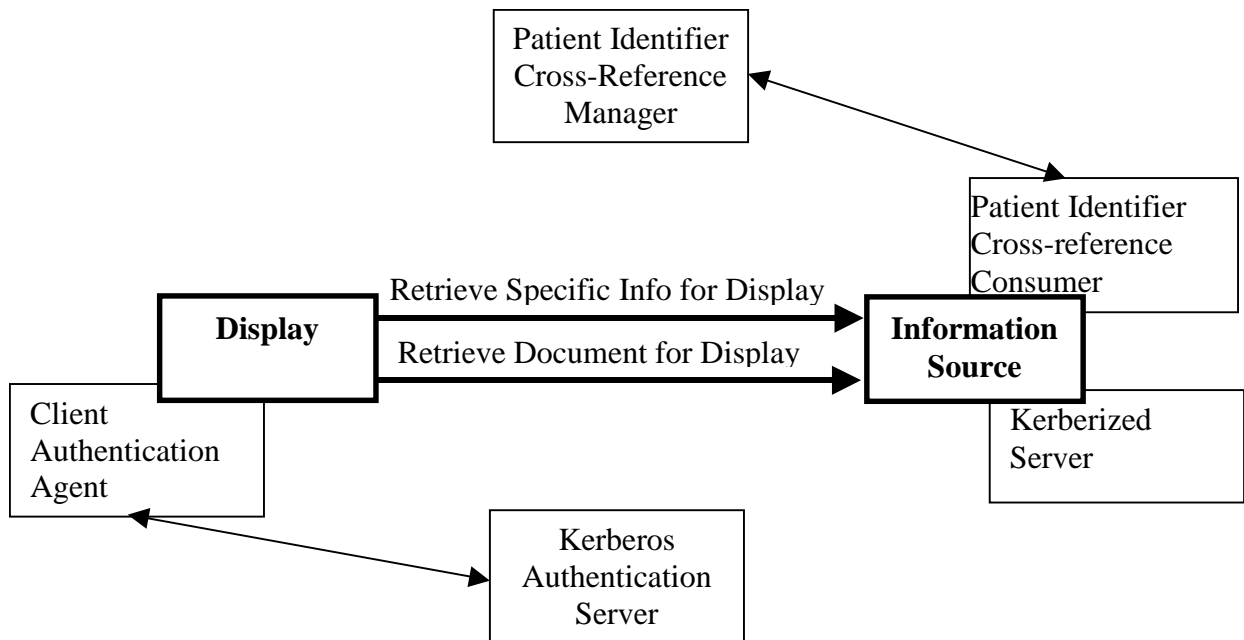 Patient Identifier
Cross-Reference
Manager
Patient Identifier
Cross-reference
Consumer
Retrieve Specific Info for Display
Display
Information
Source
Retrieve Document for Display
Client
Authentication
Agent
Kerberized
Server
Kerberos
Authentication
Server